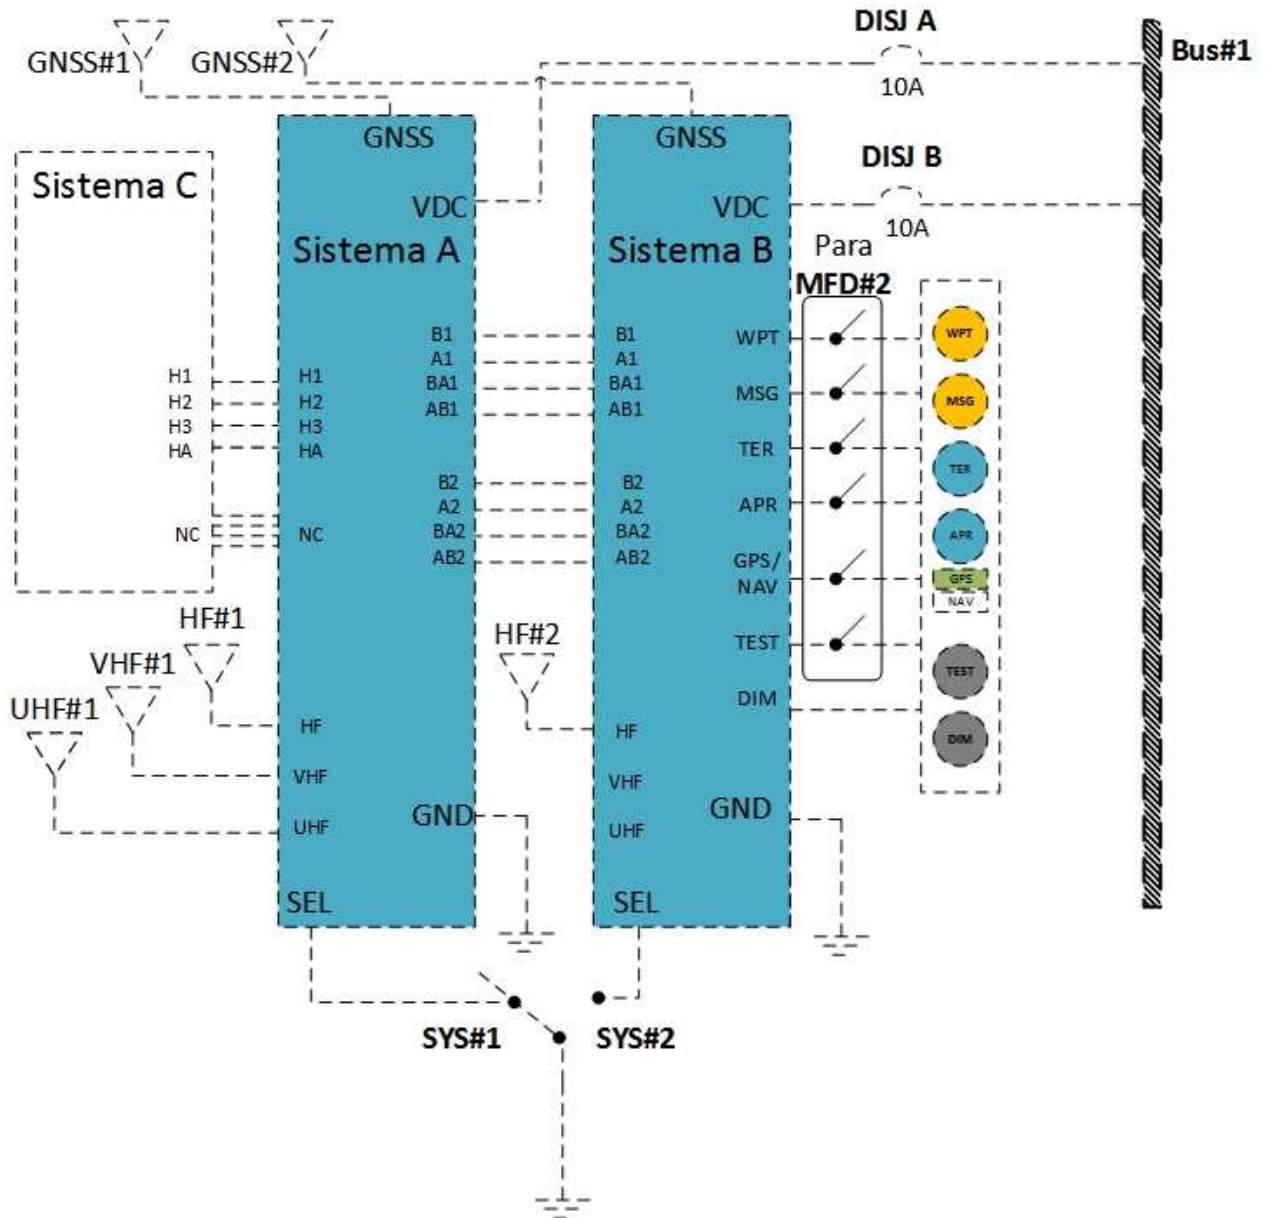 DISJ A
GNSS#1
GNSS#2
Bus#1
10A
DISJ B
10A
Sistema C
H1
H2
H3
HA
NC
GNSS
VDC
Sistema A
B1
A1
BA1
AB1
H1
H2
H3
HA
B2
A2
BA2
AB2
NC
HF
VHF
UHF
GND
SEL
GNSS
VDC
Sistema B
B1
A1
BA1
AB1
B2
A2
BA2
AB2
WPT
MSG
TER
APR
GPS/
NAV
TEST
DIM
HF
VHF
UHF
GND
SEL
Para
MFD#2
WPT
MSG
TER
APR
GPS
NAV
TEST
DIM
HF#1
VHF#1
UHF#1
HF#2
SYS#1
SYS#2